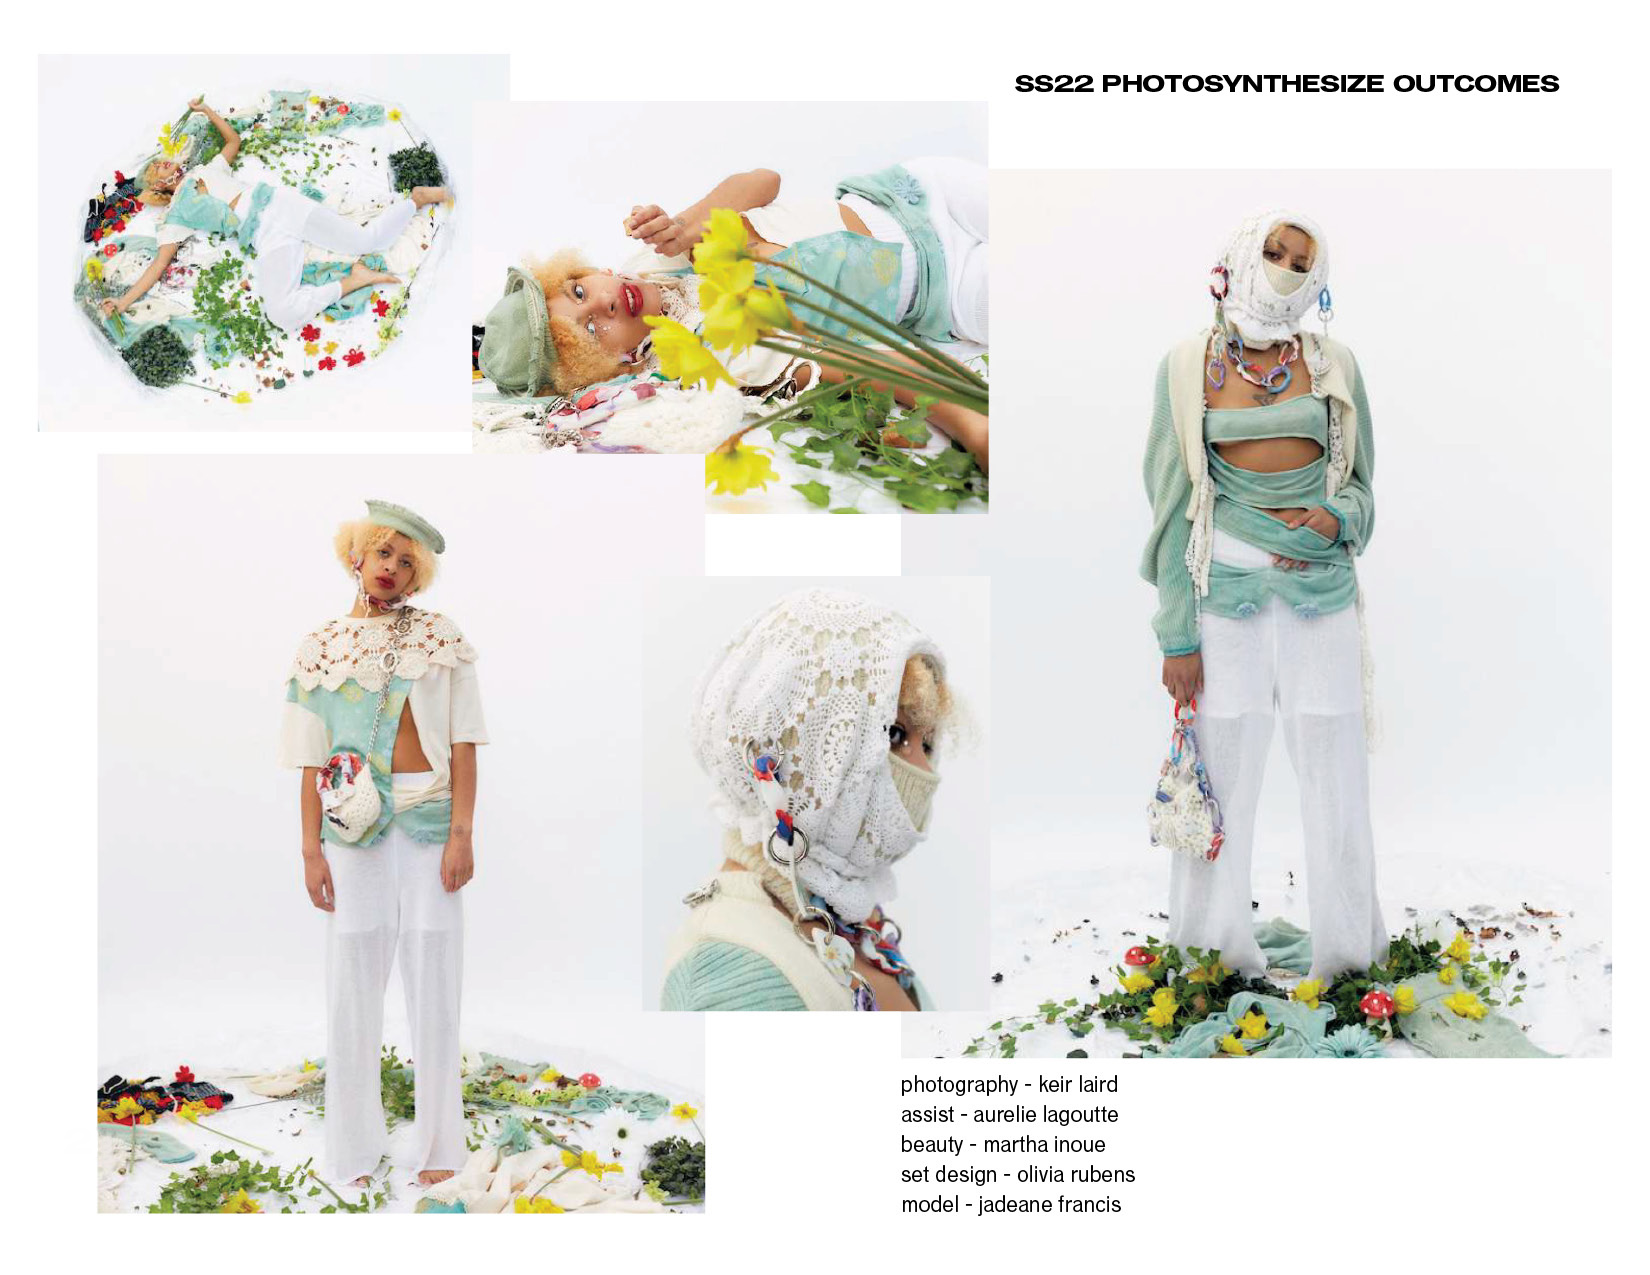 SS22 PHOTOSYNTHESIZE OUTCOMES
photography - keir laird
assist - aurelie lagoutte
beauty - martha inoue
set design - olivia rubens
model - jadeane francis